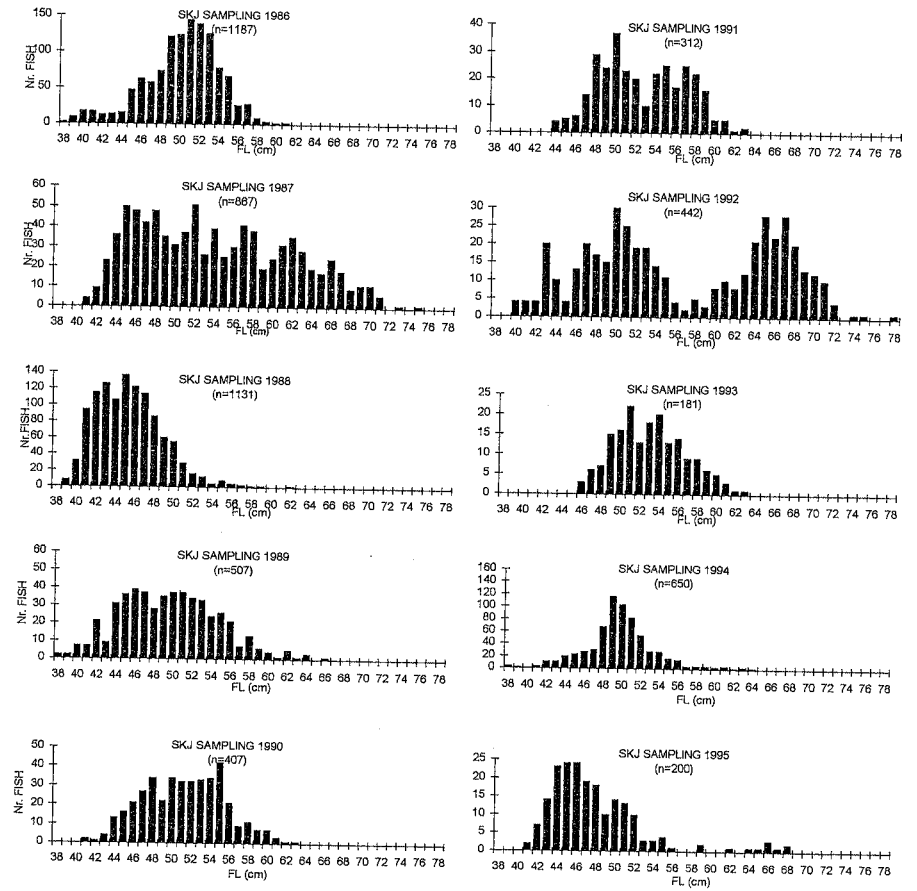 SKJ SAMPLING 1986
(n=1187)
Nr. FISH
150
100
50
0
38 40 42 44 46 48 50 52 54 56 58 60 62 64 66 68 70 72 74 76 78
FL (cm)
SKJ SAMPLING 1991
(n=312)
40
30
20
10
0
38 40 42 44 46 48 50 52 54 56 58 60 62 64 66 68 70 72 74 76 78
FL (cm)
SKJ SAMPLING 1987
(n=867)
Nr. FISH
60
50
40
30
20
10
0
38 40 42 44 46 48 50 52 54 56 58 60 62 64 66 68 70 72 74 76 78
FL (cm)
SKJ SAMPLING 1992
(n=442)
30
25
20
15
10
5
0
38 40 42 44 46 48 50 52 54 56 58 60 62 64 66 68 70 72 74 76 78
FL (cm)
SKJ SAMPLING 1988
(n=1131)
Nr. FISH
140
120
100
80
60
40
20
0
38 40 42 44 46 48 50 52 54 56 58 60 62 64 66 68 70 72 74 76 78
FL (cm)
SKJ SAMPLING 1993
(n=181)
25
20
15
10
5
0
38 40 42 44 46 48 50 52 54 56 58 60 62 64 66 68 70 72 74 76 78
FL (cm)
SKJ SAMPLING 1989
(n=507)
Nr. FISH
60
50
40
30
20
10
0
38 40 42 44 46 48 50 52 54 56 58 60 62 64 66 68 70 72 74 76 78
FL (cm)
SKJ SAMPLING 1994
(n=650)
160
140
120
100
80
60
40
20
0
38 40 42 44 46 48 50 52 54 56 58 60 62 64 66 68 70 72 74 76 78
FL (cm)
SKJ SAMPLING 1990
(n=407)
Nr. FISH
50
40
30
20
10
0
38 40 42 44 46 48 50 52 54 56 58 60 62 64 66 68 70 72 74 76 78
FL (cm)
SKJ SAMPLING 1995
(n=200)
25
20
15
10
5
0
38 40 42 44 46 48 50 52 54 56 58 60 62 64 66 68 70 72 74 76 78
FL (cm)